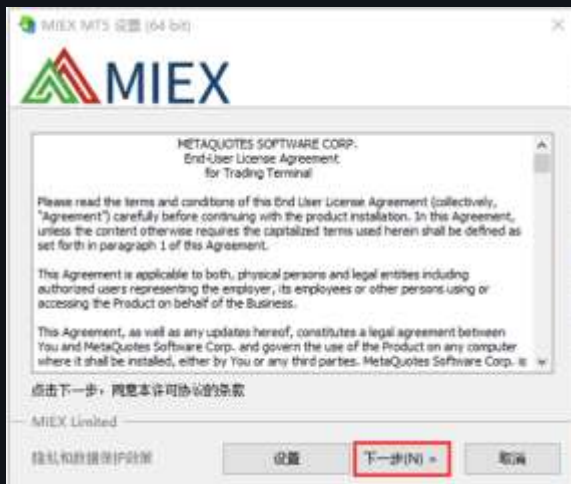 MIEX MT5 设置 (64 bit)
MIEX
METAQUOTES SOFTWARE CORP.
End-User License Agreement
for Trading Terminal
Please read the terms and conditions of this End User License Agreement (collectively,
"Agreement") carefully before continuing with the product installation. In this Agreement,
unless the content otherwise requires the capitalized terms used herein shall be defined as
set forth in paragraph 1 of this Agreement.
This Agreement is applicable to both, physical persons and legal entities including
authorized users representing the employer, its employees or other persons using or
accessing the Product on behalf of the Business.
This Agreement, as well as any updates hereof, constitutes a legal agreement between
You and MetaQuotes Software Corp. and govern the use of the Product on any computer
where it shall be installed, either by You or any third parties. MetaQuotes Software Corp. is
点击下一步，同意本许可协议的条款
MIEX Limited
隐私和数据保护政策
设置
下一步(N) »
取消